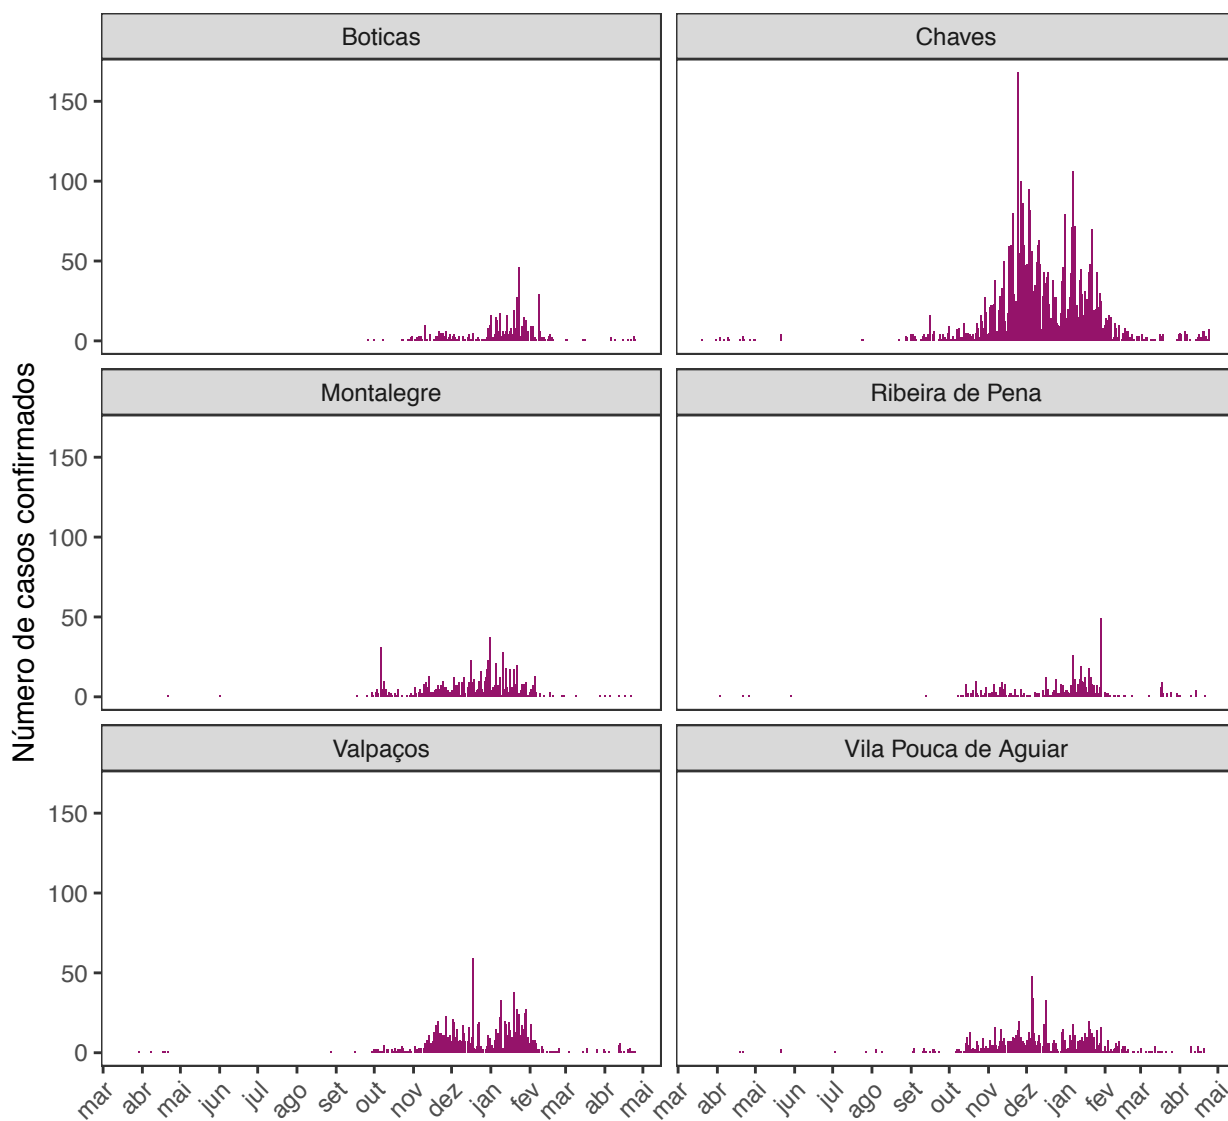 Boticas
Chaves
150
100
50
0
Montalegre
Ribeira de Pena
150
100
50
0
Número de casos confirmados
Valpaços
Vila Pouca de Aguiar
150
100
50
0
mar abr mai jun jul ago set out nov dez jan fev mar abr mai
mar abr mai jun jul ago set out nov dez jan fev mar abr mai